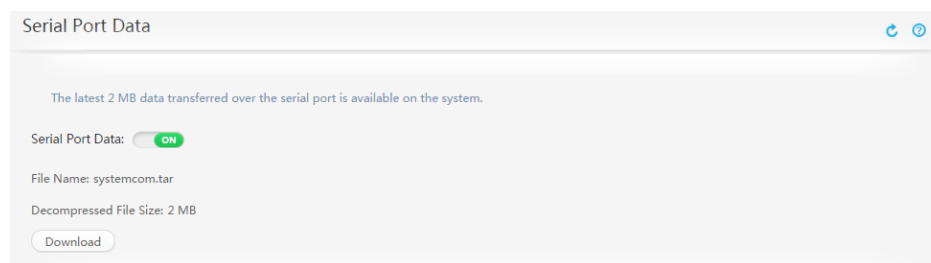 Serial Port Data
The latest 2 MB data transferred over the serial port is available on the system.
Serial Port Data: ON
File Name: systemcom.tar
Decompressed File Size: 2 MB
Download